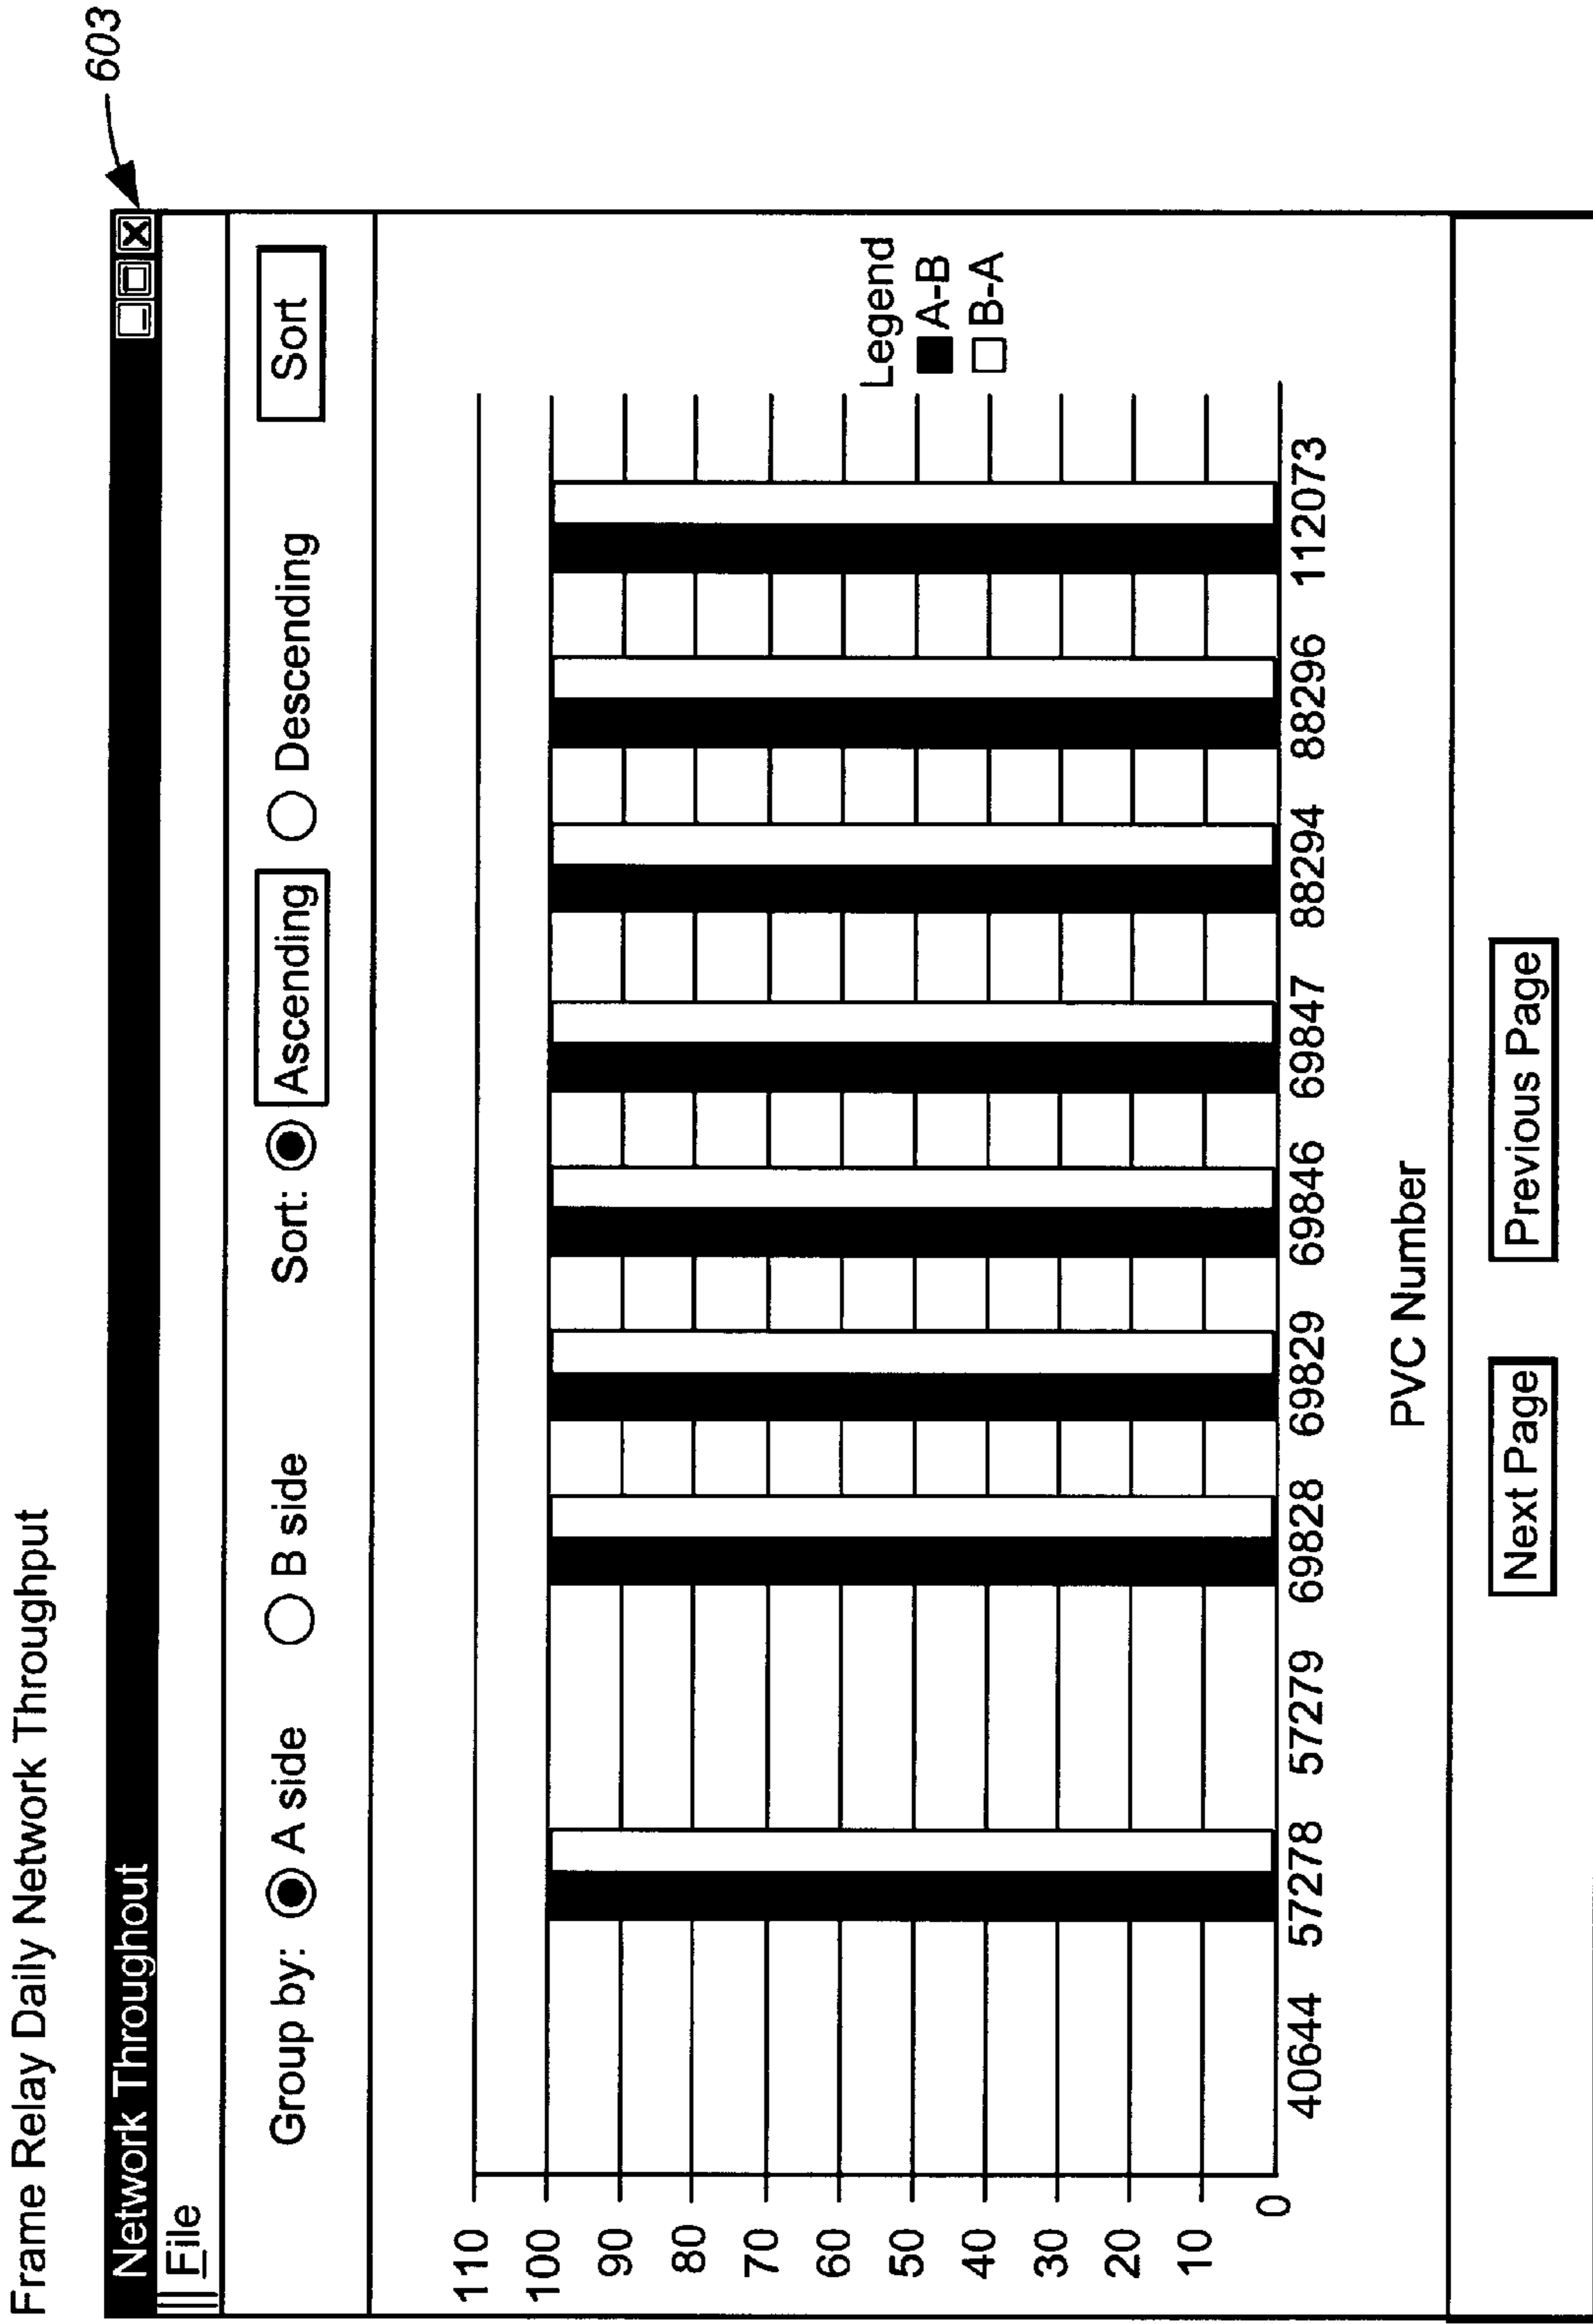 Frame Relay Daily Network Throughput
603
Network Throughout
File
Group by: A side B side Sort: Ascending Descending Sort
110
100
90
80
70
60
50
40
30
20
10
0
Legend
A-B
B-A
40644 57278 57279 69828 69829 69846 69847 88294 88296 112073
PVC Number
Next Page Previous Page